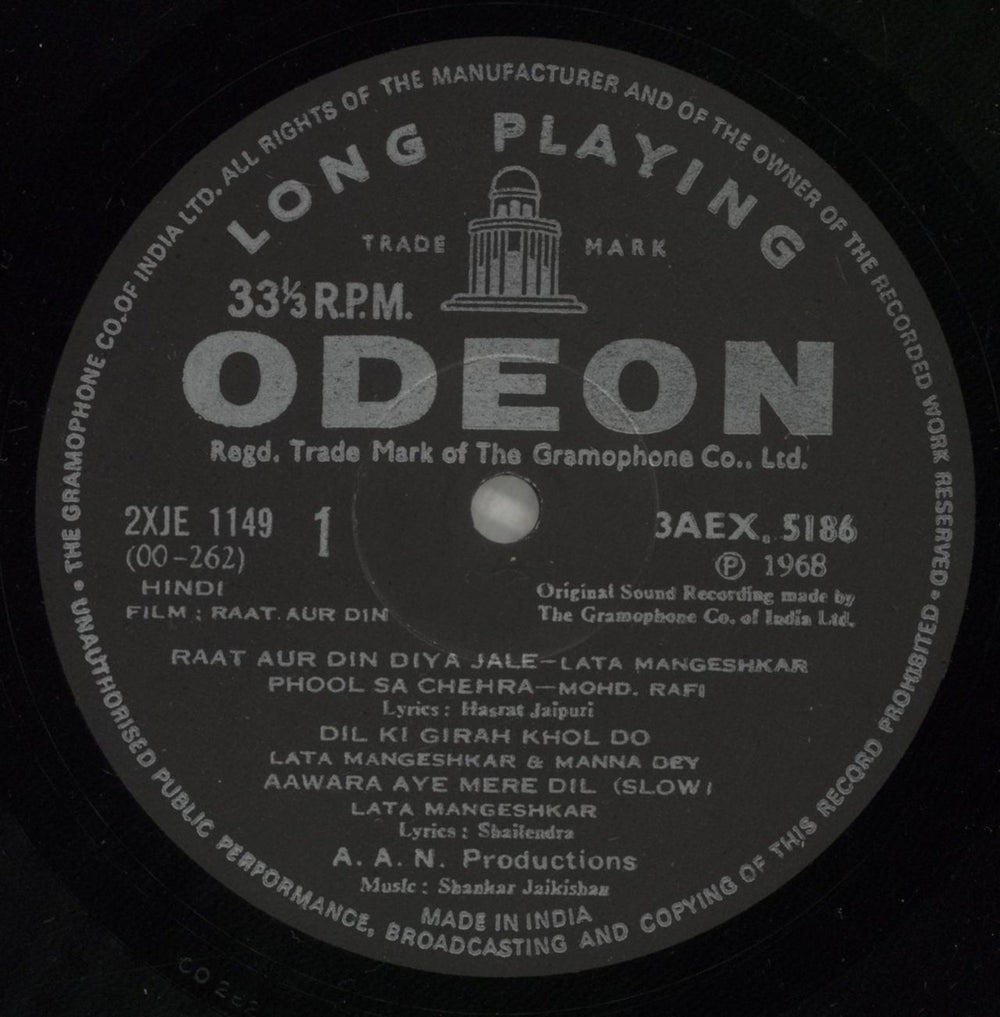 • THE GRAMOPHONE CO. OF INDIA LTD. ALL RIGHTS OF THE MANUFACTURER AND OF THE OWNER OF THE RECORDED WORK RESERVED •
UNAUTHORISED PUBLIC PERFORMANCE, BROADCASTING AND COPYING OF THIS RECORD PROHIBITED •
LONG PLAYING
TRADE MARK
33⅓ R.P.M.
ODEON
Regd. Trade Mark of The Gramophone Co., Ltd.
2XJE 1149 1 3AEX. 5186
(OO-262) Ⓟ 1968
HINDI Original Sound Recording made by
FILM : RAAT AUR DIN The Gramophone Co. of India Ltd.
RAAT AUR DIN DIYA JALE—LATA MANGESHKAR
PHOOL SA CHEHRA—MOHD. RAFI
Lyrics : Hasrat Jaipuri
DIL KI GIRAH KHOL DO
LATA MANGESHKAR & MANNA DEY
AAWARA AYE MERE DIL (SLOW)
LATA MANGESHKAR
Lyrics : Shailendra
A. A. N. Productions
Music : Shankar Jaikishan
MADE IN INDIA